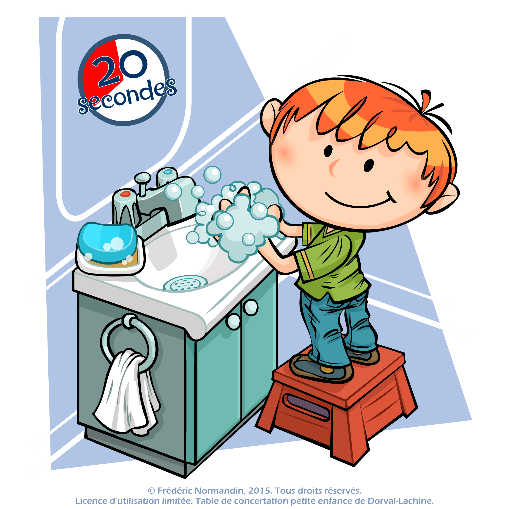 20
secondes
© Frédéric Normandin, 2015. Tous droits réservés.
Licence d'utilisation limitée. Table de concertation petite enfance de Dorval-Lachine.